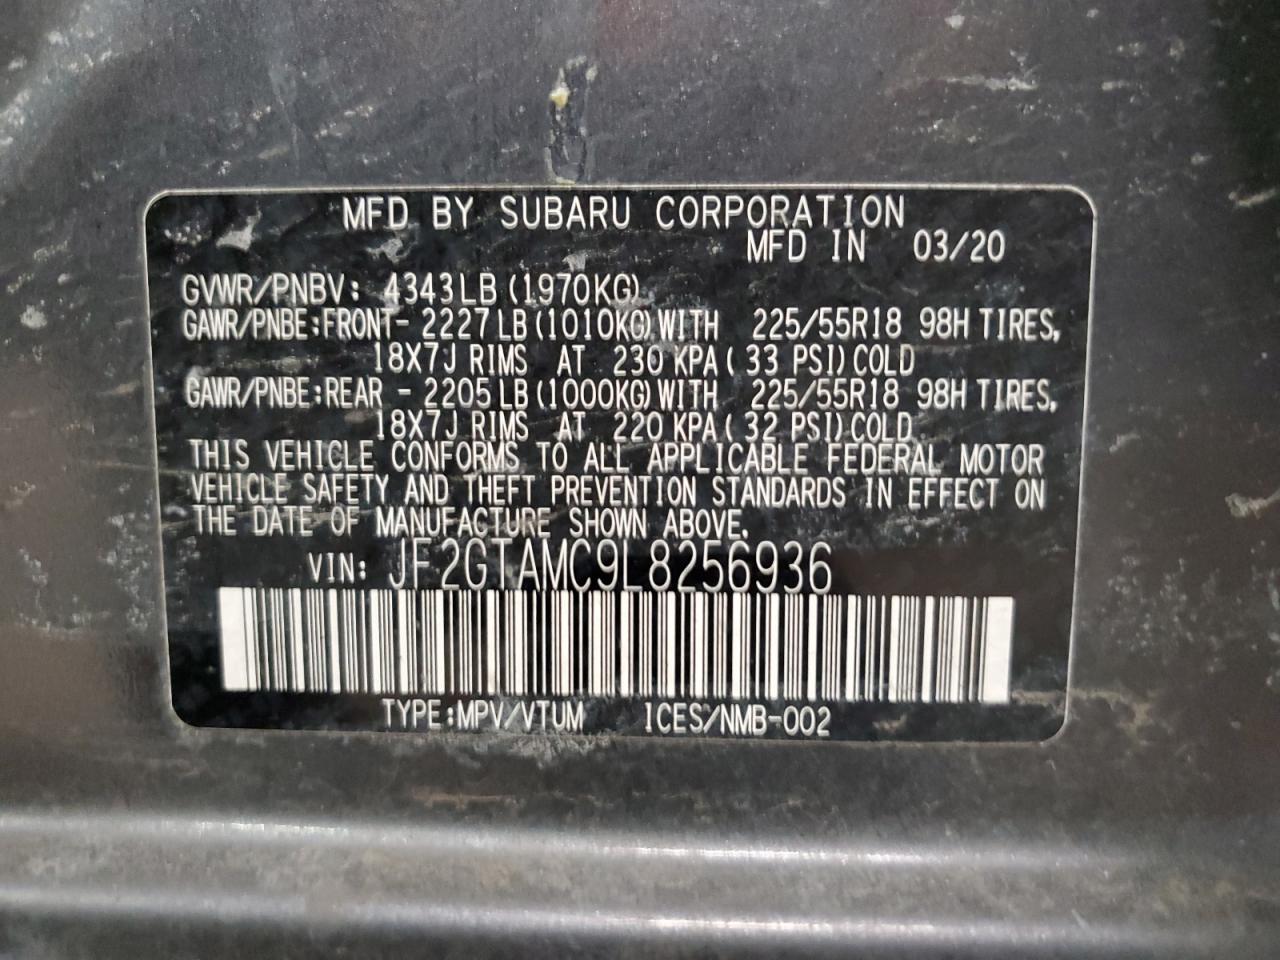 MFD BY SUBARU CORPORATION
MFD IN 03/20
GVWR/PNBV: 4343LB (1970KG)
GAWR/PNBE:FRONT- 2227 LB (1010KG) WITH 225/55R18 98H TIRES,
18X7J RIMS AT 230 KPA( 33 PSI) COLD
GAWR/PNBE:REAR - 2205 LB (1000KG) WITH 225/55R18 98H TIRES,
18X7J RIMS AT 220 KPA( 32 PSI) COLD
THIS VEHICLE CONFORMS TO ALL APPLICABLE FEDERAL MOTOR
VEHICLE SAFETY AND THEFT PREVENTION STANDARDS IN EFFECT ON
THE DATE OF MANUFACTURE SHOWN ABOVE.
VIN: JF2GTAMC9L8256936
TYPE:MPV/VTUM ICES/NMB-002